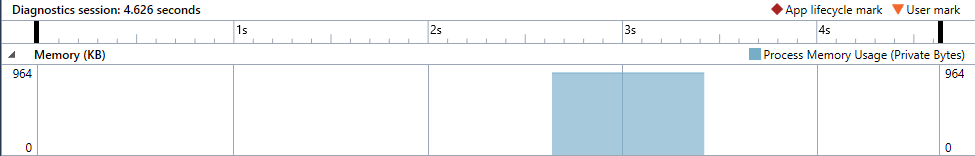 Diagnostics session: 4.626 seconds App lifecycle mark User mark
1s 2s 3s 4s
Memory (KB) Process Memory Usage (Private Bytes)
964 964
0 0